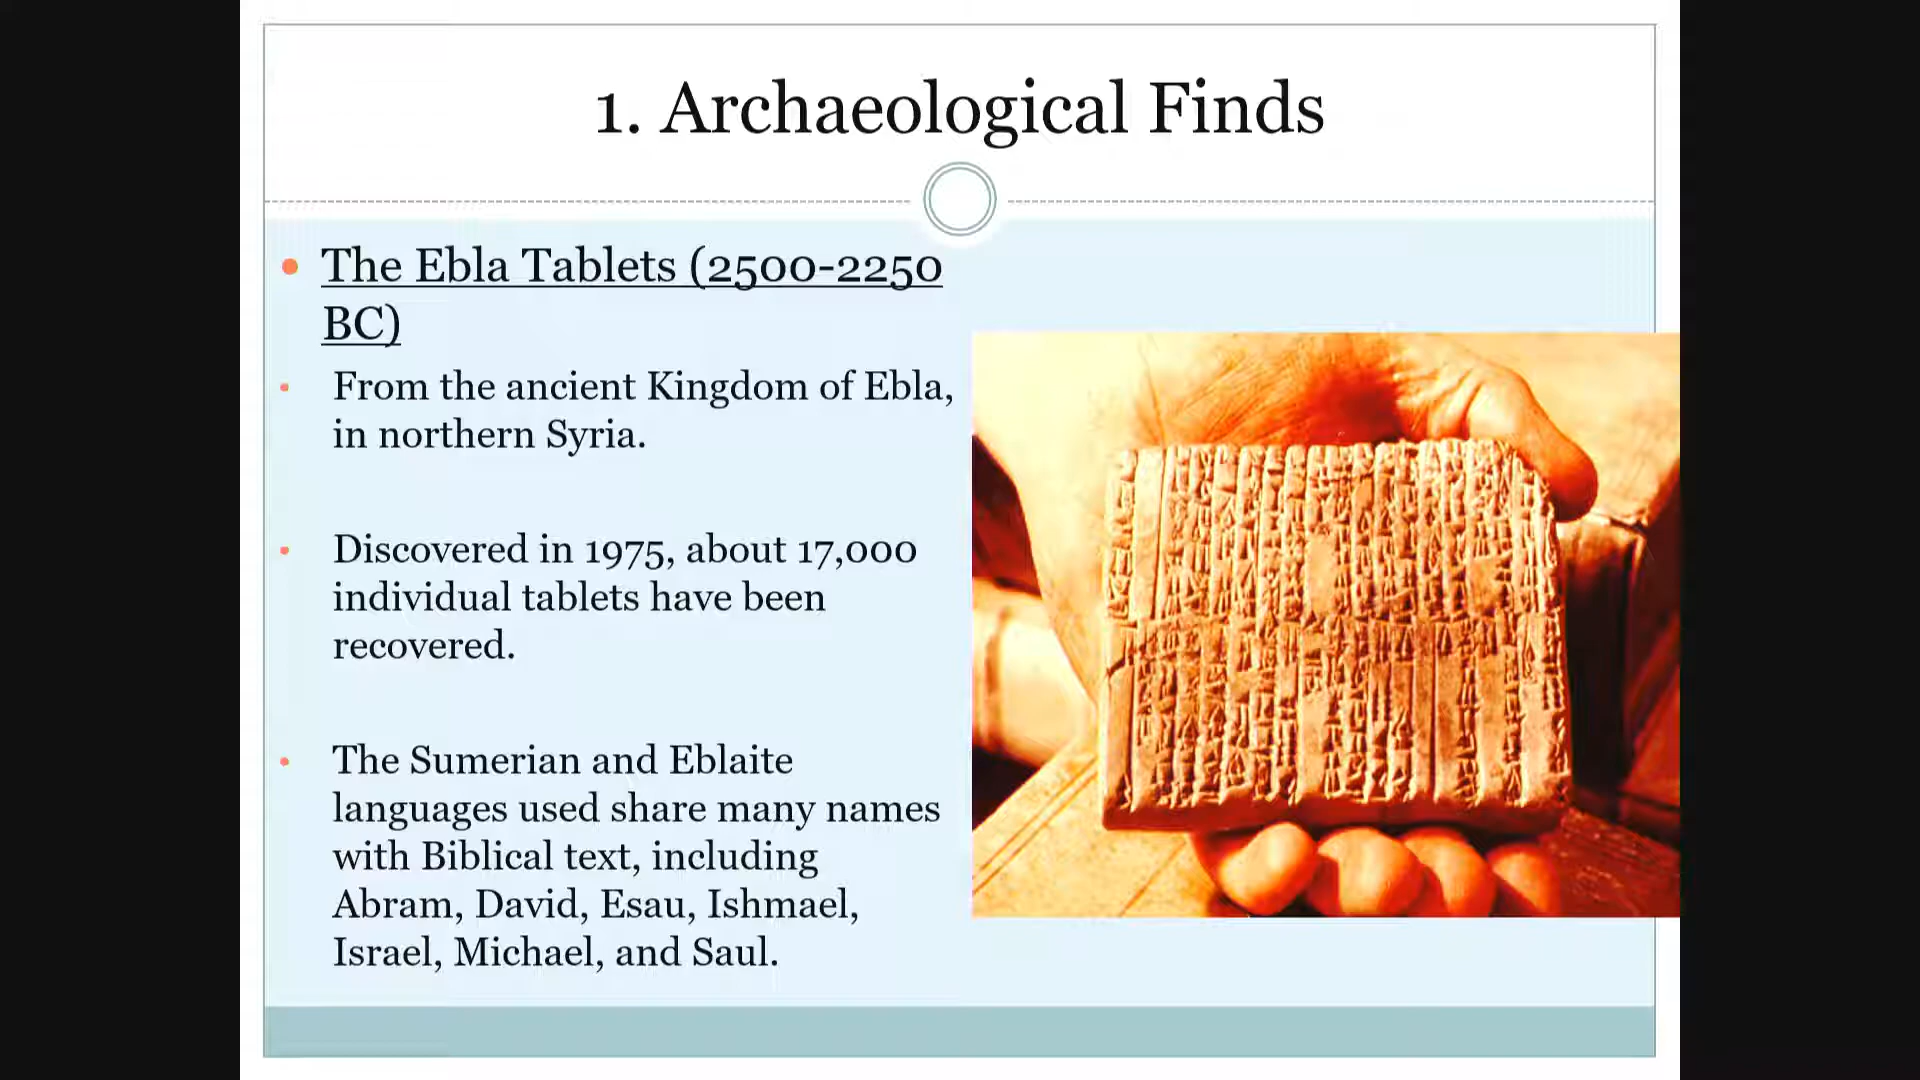 1. Archaeological Finds
The Ebla Tablets (2500-2250
BC)
From the ancient Kingdom of Ebla,
in northern Syria.
Discovered in 1975, about 17,000
individual tablets have been
recovered.
The Sumerian and Eblaite
languages used share many names
with Biblical text, including
Abram, David, Esau, Ishmael,
Israel, Michael, and Saul.